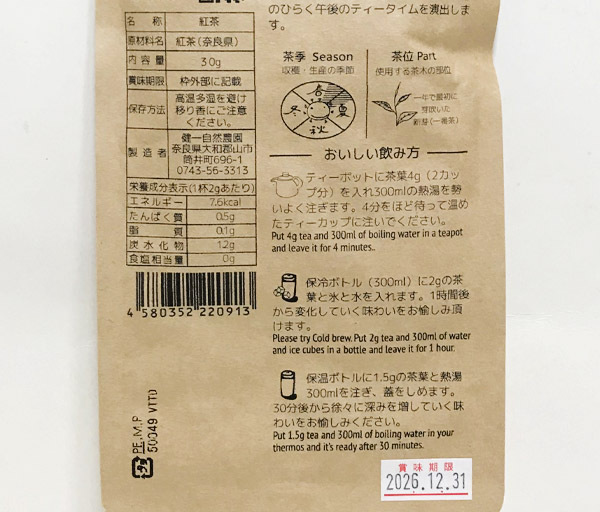 のひらく午後のティータイムを演出しま
す。
名 称 紅茶
原材料名 紅茶(奈良県)
内 容 量 30g
賞味期限 枠外部に記載
保存方法 高温多湿を避け
移り香にご注意
ください。
製 造 者 健一自然農園
奈良県大和郡山市
筒井町696-1
0743-56-3313
栄養成分表示(1杯2gあたり)
エネルギー 7.6kcal
たんぱく質 0.5g
脂 質 0.1g
炭水化物 1.2g
食塩相当量 0g
4 580352 220913
PE,M,P
50049 VTTD
茶季 Season
収穫・生産の季節
春
夏
秋
冬
茶位 Part
使用する茶木の部位
一年で最初に
芽吹いた
新芽(一番茶)
おいしい飲み方
ティーポットに茶葉4g(2カッ
プ分)を入れ300mlの熱湯を勢
いよく注ぎます。4分をほど待って温め
たティーカップに注いでください。
Put 4g tea and 300ml of boiling water in a teapot
and leave it for 4 minutes..
保冷ボトル(300ml)に2gの茶
葉と氷と水を入れます。1時間後
から変化していく味わいをお愉しみ頂
けます。
Please try Cold brew. Put 2g tea and 300ml of water
and ice cubes in a bottle and leave it for 1 hour.
保温ボトルに1.5gの茶葉と熱湯
300mlを注ぎ、蓋をしめます。
30分後から徐々に深みを増していく味
わいをお愉しみください。
Put 1.5g tea and 300ml of boiling water in your
thermos and it's ready after 30 minutes.
賞味期限
2026.12.31